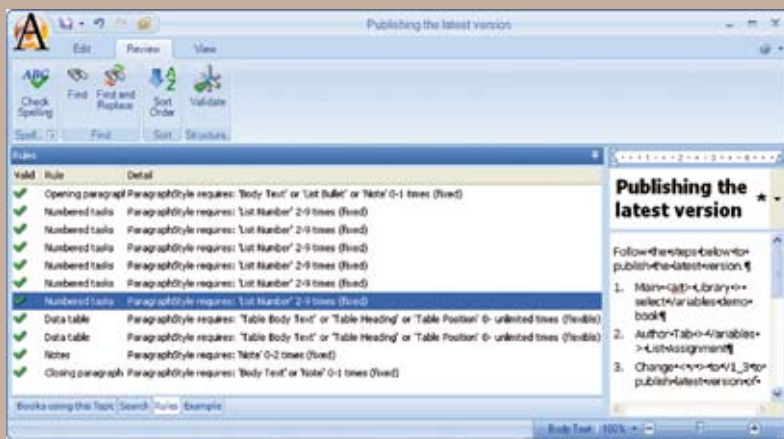 A
Publishing the latest version
Edit Review View
ABC
Check Spelling
Find
Find and Replace
Sort Order
Validate
Spell... Find Sort Structure
Rules
Valid Rule Detail
Opening paragraph ParagraphStyle requires: 'Body Text' or 'List Bullet' or 'Note' 0-1 times (fixed)
Numbered tasks ParagraphStyle requires: 'List Number' 2-9 times (fixed)
Numbered tasks ParagraphStyle requires: 'List Number' 2-9 times (fixed)
Numbered tasks ParagraphStyle requires: 'List Number' 2-9 times (fixed)
Numbered tasks ParagraphStyle requires: 'List Number' 2-9 times (fixed)
Numbered tasks ParagraphStyle requires: 'List Number' 2-9 times (fixed)
Numbered tasks ParagraphStyle requires: 'List Number' 2-9 times (fixed)
Data table ParagraphStyle requires: 'Table Body Text' or 'Table Heading' or 'Table Position' 0- unlimited times (flexible)
Data table ParagraphStyle requires: 'Table Body Text' or 'Table Heading' or 'Table Position' 0- unlimited times (flexible)
Notes ParagraphStyle requires: 'Note' 0-2 times (fixed)
Closing paragraph ParagraphStyle requires: 'Body Text' or 'Note' 0-1 times (fixed)
Books using this Topic Search Rules Example
Publishing the
latest version
Follow·the·steps·below·to·
publish·the·latest·version.¶
1. Main·<alt>·Library·<>·
select·Variables·demo·
book¶
2. Author·Tab·<>·Variables·
>·List·Assignment¶
3. Change·<·v·>·to·V1_3·to·
publish·latest·version·of·
Body Text 100%